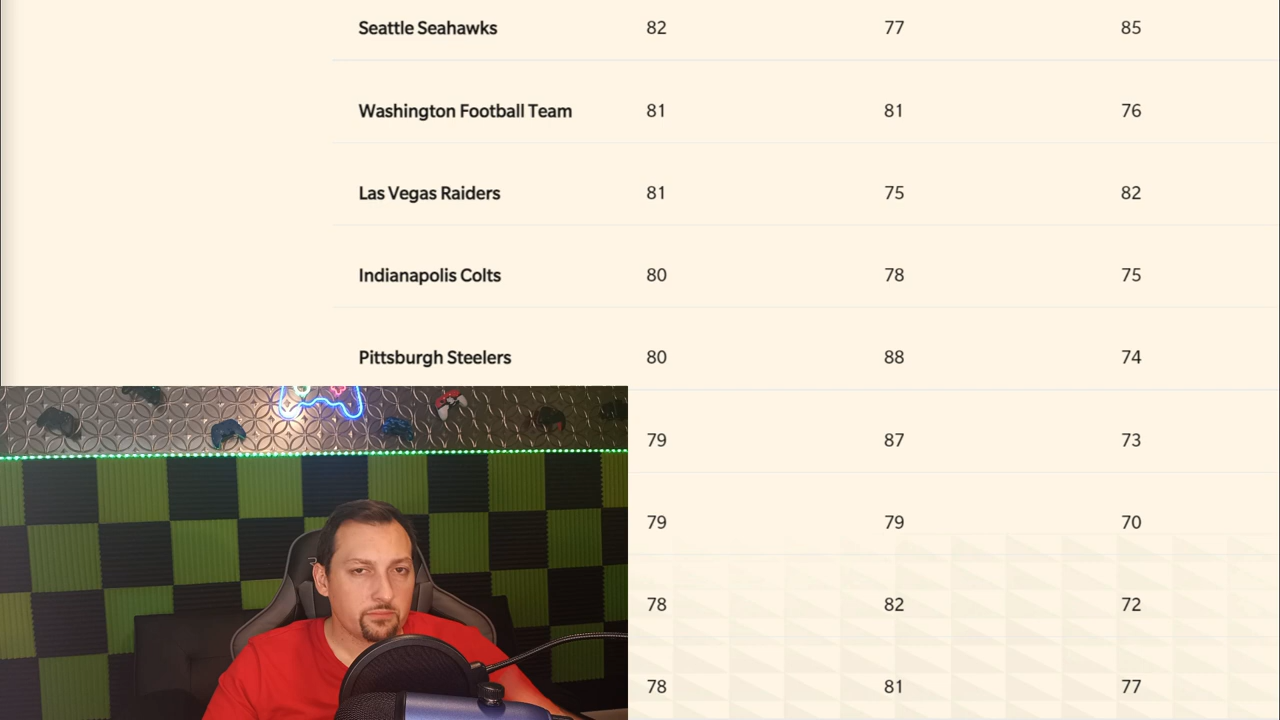 Seattle Seahawks 82 77 85
Washington Football Team 81 81 76
Las Vegas Raiders 81 75 82
Indianapolis Colts 80 78 75
Pittsburgh Steelers 80 88 74
79 87 73
79 79 70
78 82 72
78 81 77